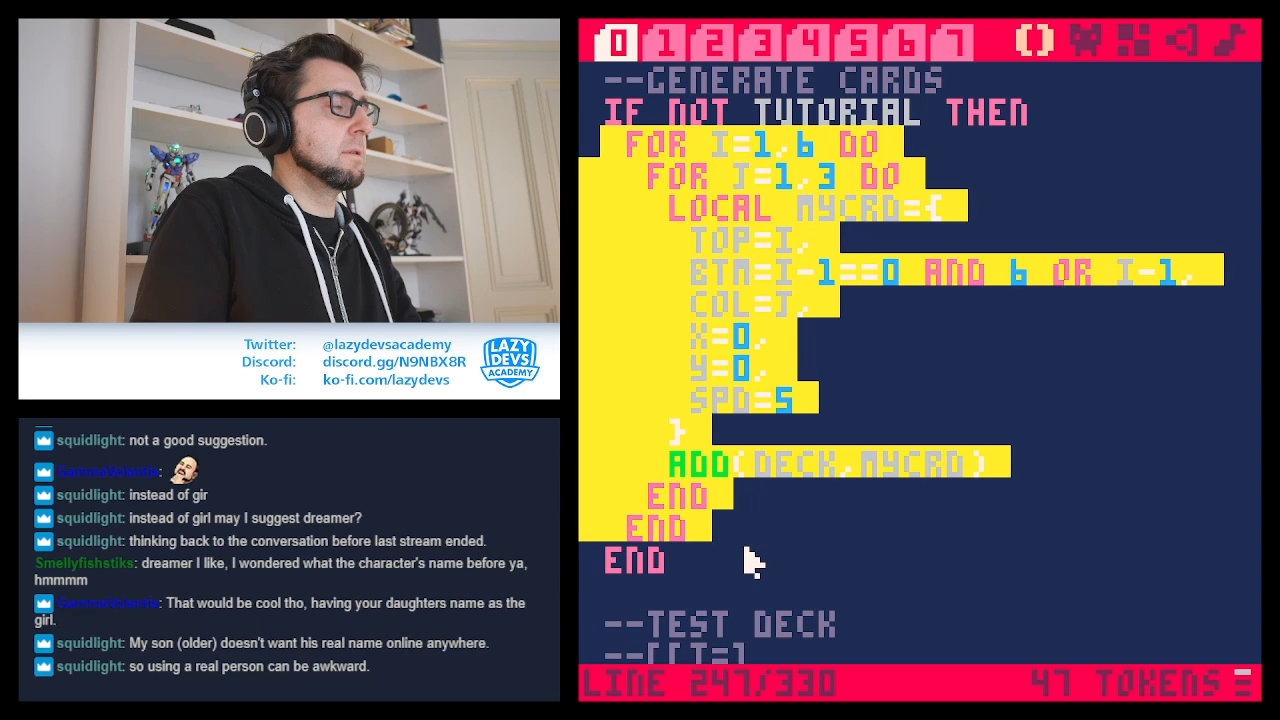 Twitter: @lazydevsacademy
Discord: discord.gg/N9NBX8R
Ko-fi: ko-fi.com/lazydevs
LAZY
DEVS
ACADEMY
squidlight: not a good suggestion.
GammaVolantis:
squidlight: instead of gir
squidlight: instead of girl may I suggest dreamer?
squidlight: thinking back to the conversation before last stream ended.
Smellyfishstiks: dreamer I like, I wondered what the character's name before ya,
hmmmm
GammaVolantis: That would be cool tho, having your daughters name as the
girl.
squidlight: My son (older) doesn't want his real name online anywhere.
squidlight: so using a real person can be awkward.
0 1 2 3 4 5 6 7
--GENERATE CARDS
IF NOT TUTORIAL THEN
FOR I=1,6 DO
FOR J=1,3 DO
LOCAL MYCRD={
TOP=I,
BTM=I-1==0 AND 6 OR I-1,
COL=J,
X=0,
Y=0,
SPD=5
}
ADD(DECK,MYCRD)
END
END
END
--TEST DECK
--[[T=1
LINE 247/330 47 TOKENS